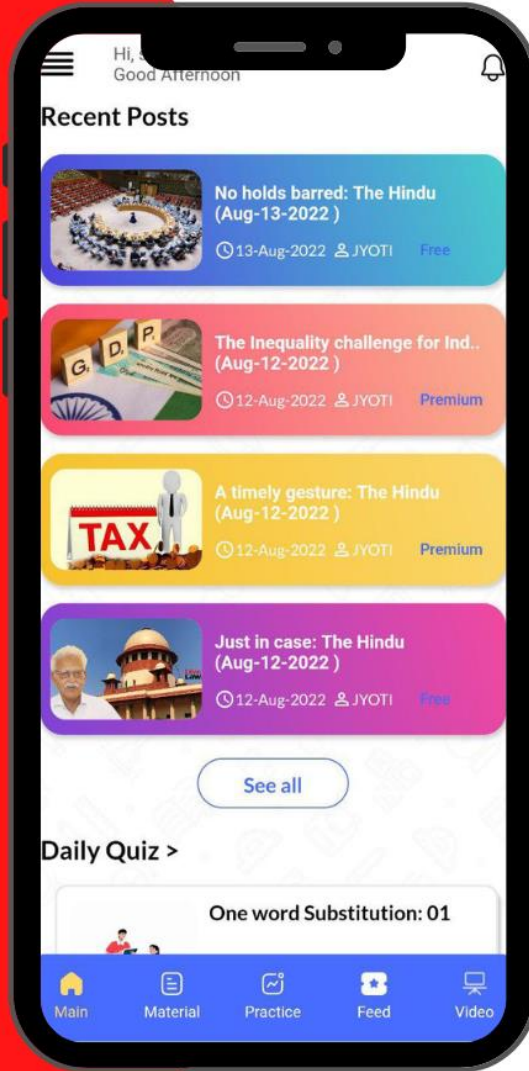 Hi,
Good Afternoon
Recent Posts
No holds barred: The Hindu
(Aug-13-2022 )
13-Aug-2022 JYOTI Free
GDP
The Inequality challenge for Ind..
(Aug-12-2022 )
12-Aug-2022 JYOTI Premium
TAX
A timely gesture: The Hindu
(Aug-12-2022 )
12-Aug-2022 JYOTI Premium
Just in case: The Hindu
(Aug-12-2022 )
12-Aug-2022 JYOTI Free
See all
Daily Quiz >
One word Substitution: 01
Main Material Practice Feed Video